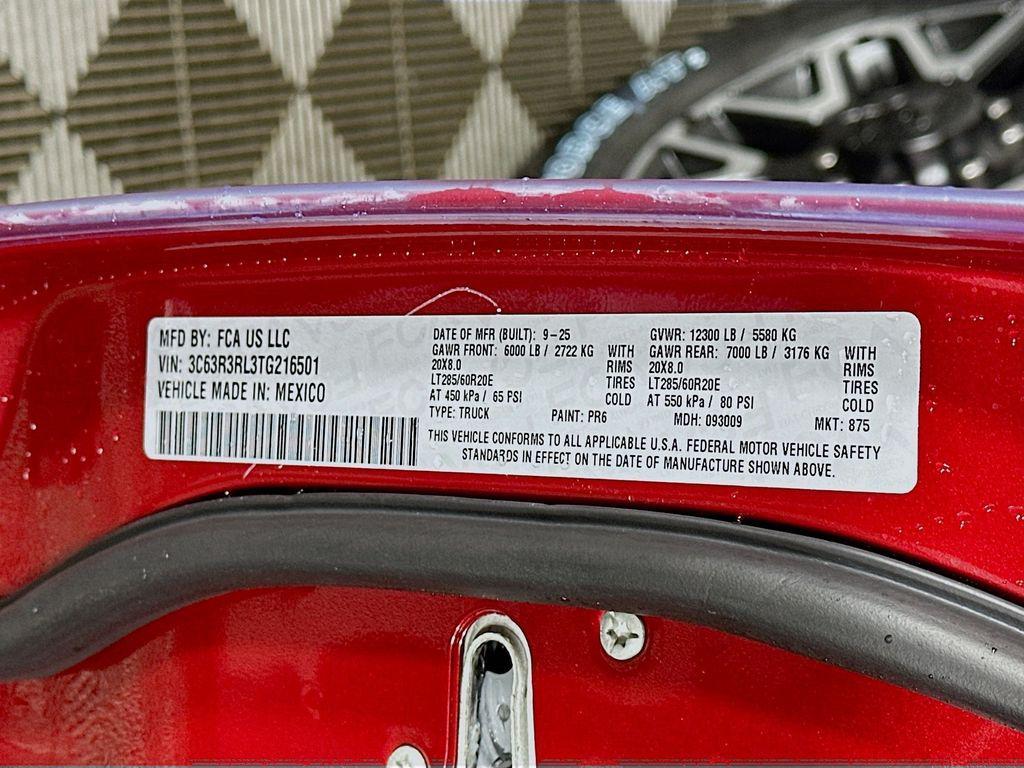 MFD BY: FCA US LLC
VIN: 3C63R3RL3TG216501
VEHICLE MADE IN: MEXICO
DATE OF MFR (BUILT): 9-25
GAWR FRONT: 6000 LB / 2722 KG WITH
20X8.0 RIMS
LT285/60R20E TIRES
AT 450 kPa / 65 PSI COLD
GVWR: 12300 LB / 5580 KG
GAWR REAR: 7000 LB / 3176 KG WITH
20X8.0 RIMS
LT285/60R20E TIRES
AT 550 kPa / 80 PSI COLD
TYPE: TRUCK PAINT: PR6 MDH: 093009 MKT: 875
THIS VEHICLE CONFORMS TO ALL APPLICABLE U.S.A. FEDERAL MOTOR VEHICLE SAFETY
STANDARDS IN EFFECT ON THE DATE OF MANUFACTURE SHOWN ABOVE.